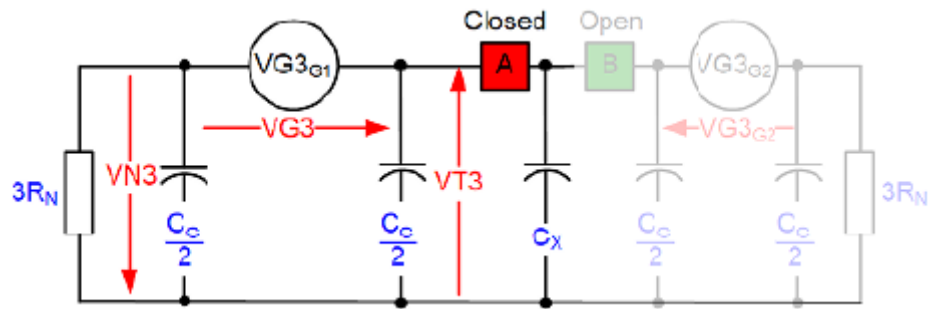 Closed
Open
VG3G1
A
B
VG3G2
VG3
VG3G2
3RN
VN3
VT3
3RN
Cc
2
Cc
2
CX
Cc
2
Cc
2